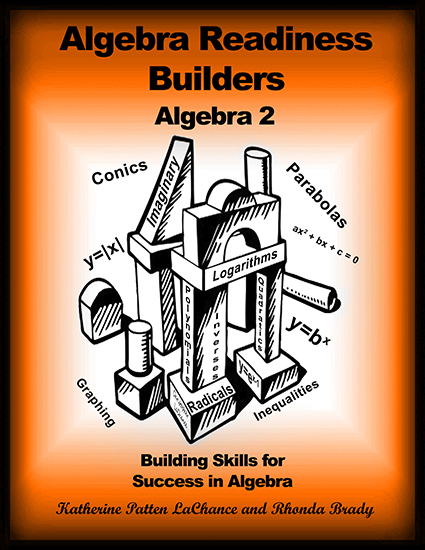 Algebra Readiness
Builders
Algebra 2
Conics
Imaginary
Parabolas
ax² + bx + c = 0
y=|x|
Logarithms
Polynomials
Inverses
Quadratics
y=bˣ
Radicals
Graphing
Inequalities
Building Skills for
Success in Algebra
Katherine Patten LaChance and Rhonda Brady